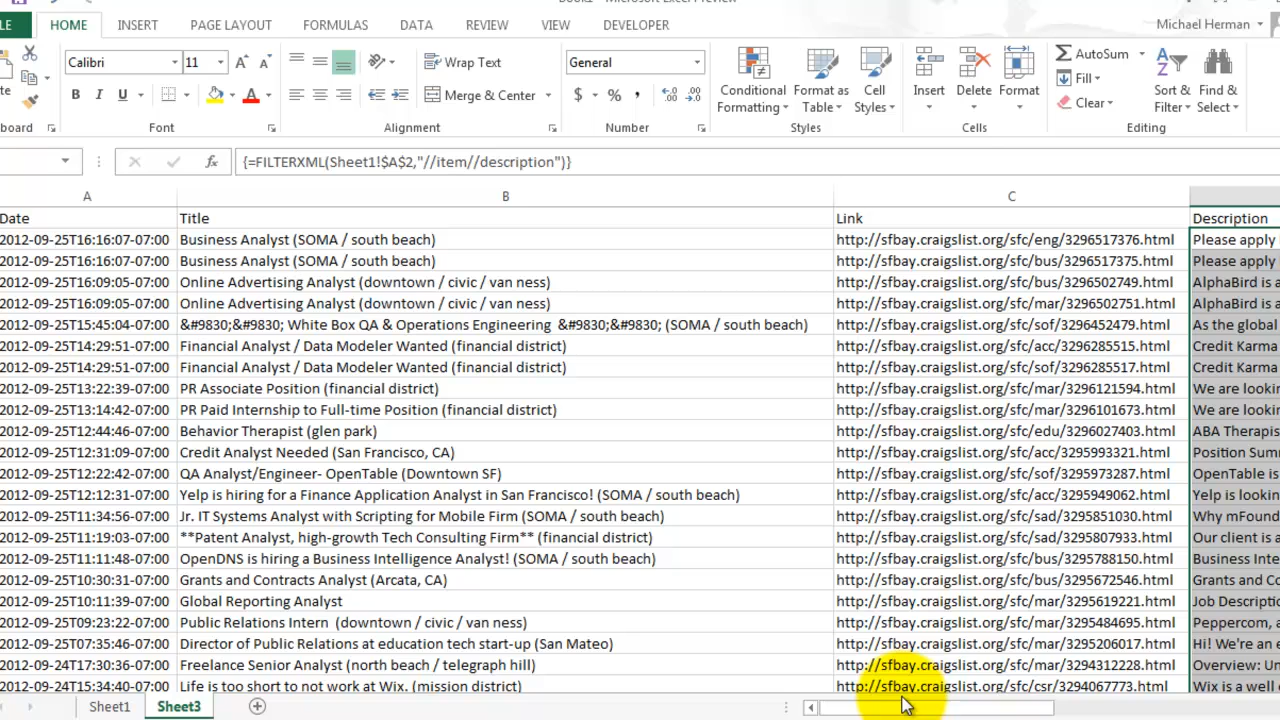 Book1 - Microsoft Excel Preview
LE HOME INSERT PAGE LAYOUT FORMULAS DATA REVIEW VIEW DEVELOPER Michael Herman
Calibri 11 Wrap Text General AutoSum
te B I U Merge & Center $ % , Conditional Formatting Format as Table Cell Styles Insert Delete Format Fill Clear Sort & Filter Find & Select
board Font Alignment Number Styles Cells Editing
fx {=FILTERXML(Sheet1!$A$2,"//item//description")}
A B C
Date Title Link Description
2012-09-25T16:16:07-07:00 Business Analyst (SOMA / south beach) http://sfbay.craigslist.org/sfc/eng/3296517376.html Please apply
2012-09-25T16:16:07-07:00 Business Analyst (SOMA / south beach) http://sfbay.craigslist.org/sfc/bus/3296517375.html Please apply
2012-09-25T16:09:05-07:00 Online Advertising Analyst (downtown / civic / van ness) http://sfbay.craigslist.org/sfc/bus/3296502749.html AlphaBird is a
2012-09-25T16:09:05-07:00 Online Advertising Analyst (downtown / civic / van ness) http://sfbay.craigslist.org/sfc/mar/3296502751.html AlphaBird is a
2012-09-25T15:45:04-07:00 &#9830;&#9830; White Box QA & Operations Engineering &#9830;&#9830; (SOMA / south beach) http://sfbay.craigslist.org/sfc/sof/3296452479.html As the global
2012-09-25T14:29:51-07:00 Financial Analyst / Data Modeler Wanted (financial district) http://sfbay.craigslist.org/sfc/acc/3296285515.html Credit Karma
2012-09-25T14:29:51-07:00 Financial Analyst / Data Modeler Wanted (financial district) http://sfbay.craigslist.org/sfc/sof/3296285517.html Credit Karma
2012-09-25T13:22:39-07:00 PR Associate Position (financial district) http://sfbay.craigslist.org/sfc/mar/3296121594.html We are lookin
2012-09-25T13:14:42-07:00 PR Paid Internship to Full-time Position (financial district) http://sfbay.craigslist.org/sfc/mar/3296101673.html We are lookin
2012-09-25T12:44:46-07:00 Behavior Therapist (glen park) http://sfbay.craigslist.org/sfc/edu/3296027403.html ABA Therapis
2012-09-25T12:31:09-07:00 Credit Analyst Needed (San Francisco, CA) http://sfbay.craigslist.org/sfc/acc/3295993321.html Position Sum
2012-09-25T12:22:42-07:00 QA Analyst/Engineer- OpenTable (Downtown SF) http://sfbay.craigslist.org/sfc/sof/3295973287.html OpenTable is
2012-09-25T12:12:31-07:00 Yelp is hiring for a Finance Application Analyst in San Francisco! (SOMA / south beach) http://sfbay.craigslist.org/sfc/acc/3295949062.html Yelp is lookin
2012-09-25T11:34:56-07:00 Jr. IT Systems Analyst with Scripting for Mobile Firm (SOMA / south beach) http://sfbay.craigslist.org/sfc/sad/3295851030.html Why mFound
2012-09-25T11:19:03-07:00 **Patent Analyst, high-growth Tech Consulting Firm** (financial district) http://sfbay.craigslist.org/sfc/sad/3295807933.html Our client is a
2012-09-25T11:11:48-07:00 OpenDNS is hiring a Business Intelligence Analyst! (SOMA / south beach) http://sfbay.craigslist.org/sfc/bus/3295788150.html Business Inte
2012-09-25T10:30:31-07:00 Grants and Contracts Analyst (Arcata, CA) http://sfbay.craigslist.org/sfc/bus/3295672546.html Grants and Co
2012-09-25T10:11:39-07:00 Global Reporting Analyst http://sfbay.craigslist.org/sfc/mar/3295619221.html Job Descriptio
2012-09-25T09:23:22-07:00 Public Relations Intern (downtown / civic / van ness) http://sfbay.craigslist.org/sfc/mar/3295484695.html Peppercom, a
2012-09-25T07:35:46-07:00 Director of Public Relations at education tech start-up (San Mateo) http://sfbay.craigslist.org/sfc/mar/3295206017.html Hi! We're an e
2012-09-24T17:30:36-07:00 Freelance Senior Analyst (north beach / telegraph hill) http://sfbay.craigslist.org/sfc/mar/3294312228.html Overview: Un
2012-09-24T15:34:40-07:00 Life is too short to not work at Wix. (mission district) http://sfbay.craigslist.org/sfc/csr/3294067773.html Wix is a well
Sheet1 Sheet3